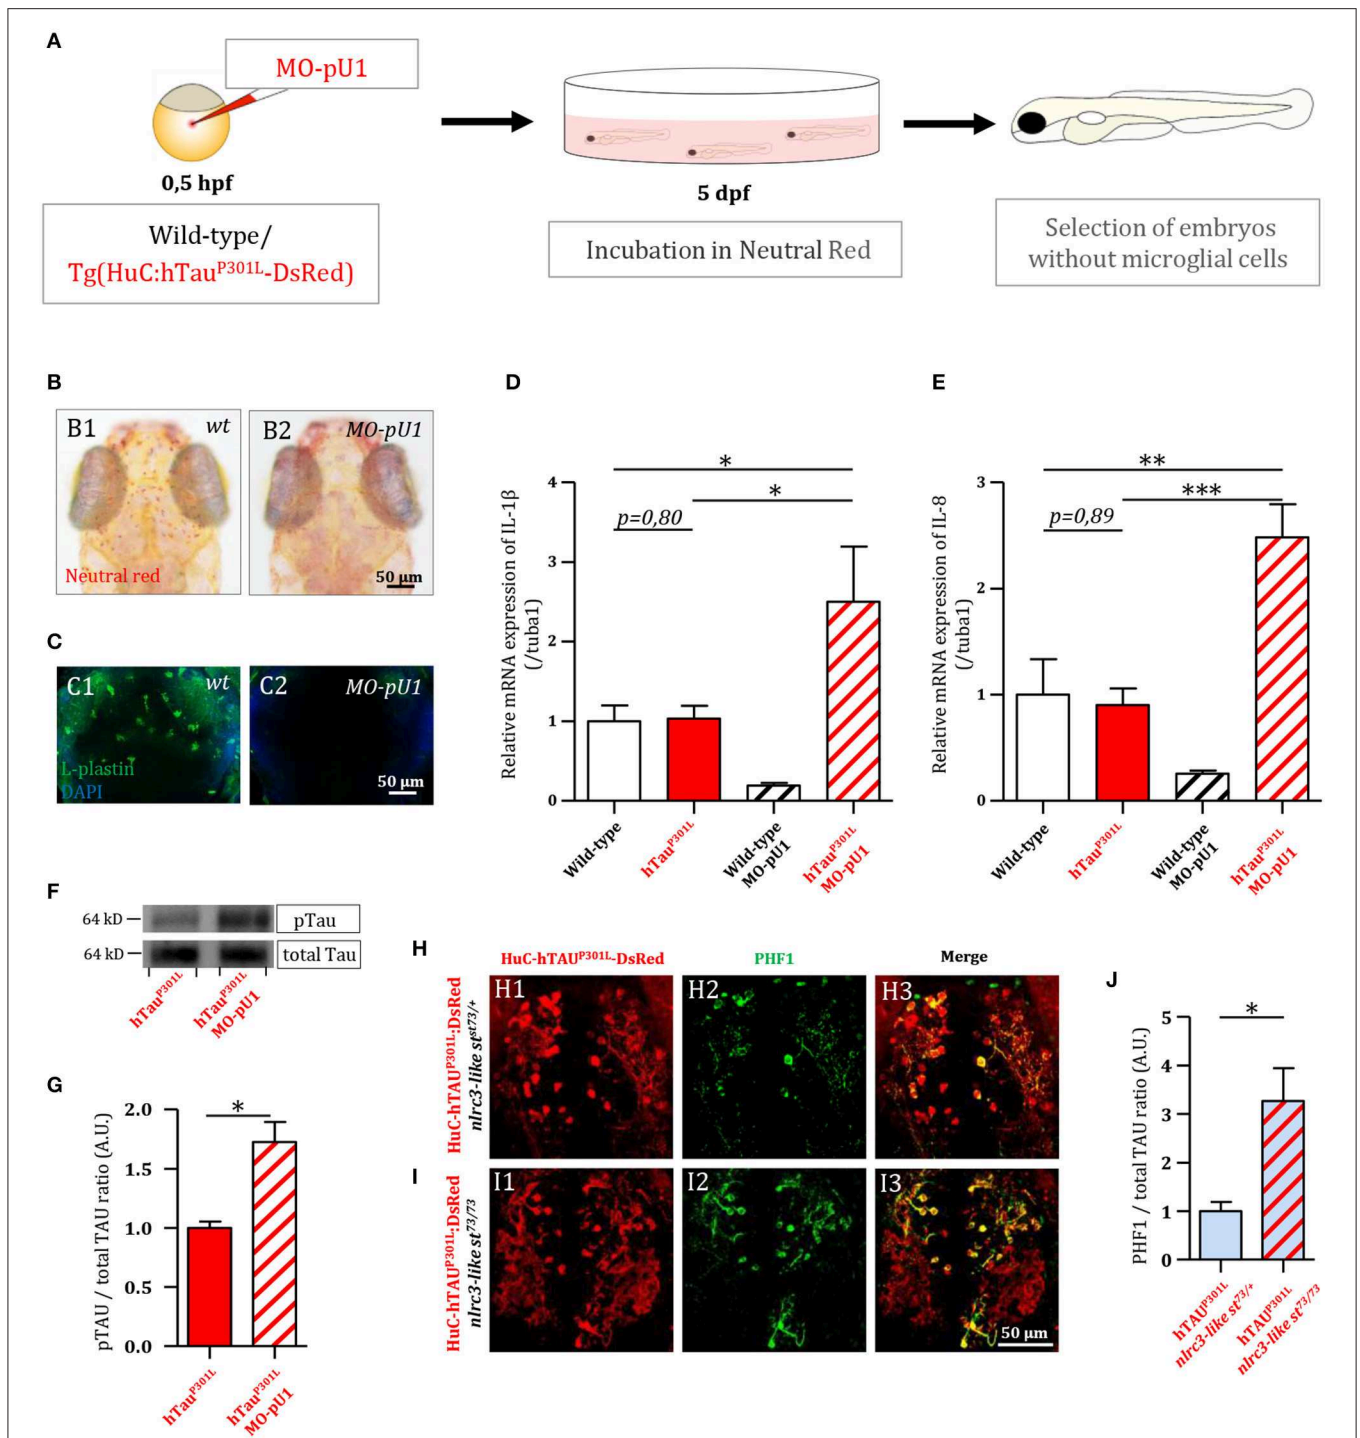 A
MO-pU1
0,5 hpf
5 dpf
Wild-type/
Tg(HuC:hTauᴾ³⁰¹ᴸ-DsRed)
Incubation in Neutral Red
Selection of embryos
without microglial cells
B
B1
wt
B2
MO-pU1
Neutral red
50 µm
C
C1
wt
C2
MO-pU1
L-plastin
DAPI
50 µm
D
Relative mRNA expression of IL-1β
(/tuba1)
4
3
2
1
0
*
*
p=0,80
Wild-type
hTauᴾ³⁰¹ᴸ
Wild-type
MO-pU1
hTauᴾ³⁰¹ᴸ
MO-pU1
E
Relative mRNA expression of IL-8
(/tuba1)
3
2
1
0
**
***
p=0,89
Wild-type
hTauᴾ³⁰¹ᴸ
Wild-type
MO-pU1
hTauᴾ³⁰¹ᴸ
MO-pU1
F
64 kD
pTau
64 kD
total Tau
hTauᴾ³⁰¹ᴸ
hTauᴾ³⁰¹ᴸ
MO-pU1
G
pTAU / total TAU ratio (A.U.)
2.0
1.5
1.0
0.5
0.0
*
hTauᴾ³⁰¹ᴸ
hTauᴾ³⁰¹ᴸ
MO-pU1
H
HuC-hTAUᴾ³⁰¹ᴸ-DsRed
PHF1
Merge
HuC-hTAUᴾ³⁰¹ᴸ:DsRed
nlrc3-like stˢᵗ⁷³/⁺
H1
H2
H3
I
HuC-hTAUᴾ³⁰¹ᴸ:DsRed
nlrc3-like st⁷³/⁷³
I1
I2
I3
50 µm
J
PHF1 / total TAU ratio (A.U.)
5
4
3
2
1
0
*
hTAUᴾ³⁰¹ᴸ
nlrc3-like st⁷³/⁺
hTAUᴾ³⁰¹ᴸ
nlrc3-like st⁷³/⁷³